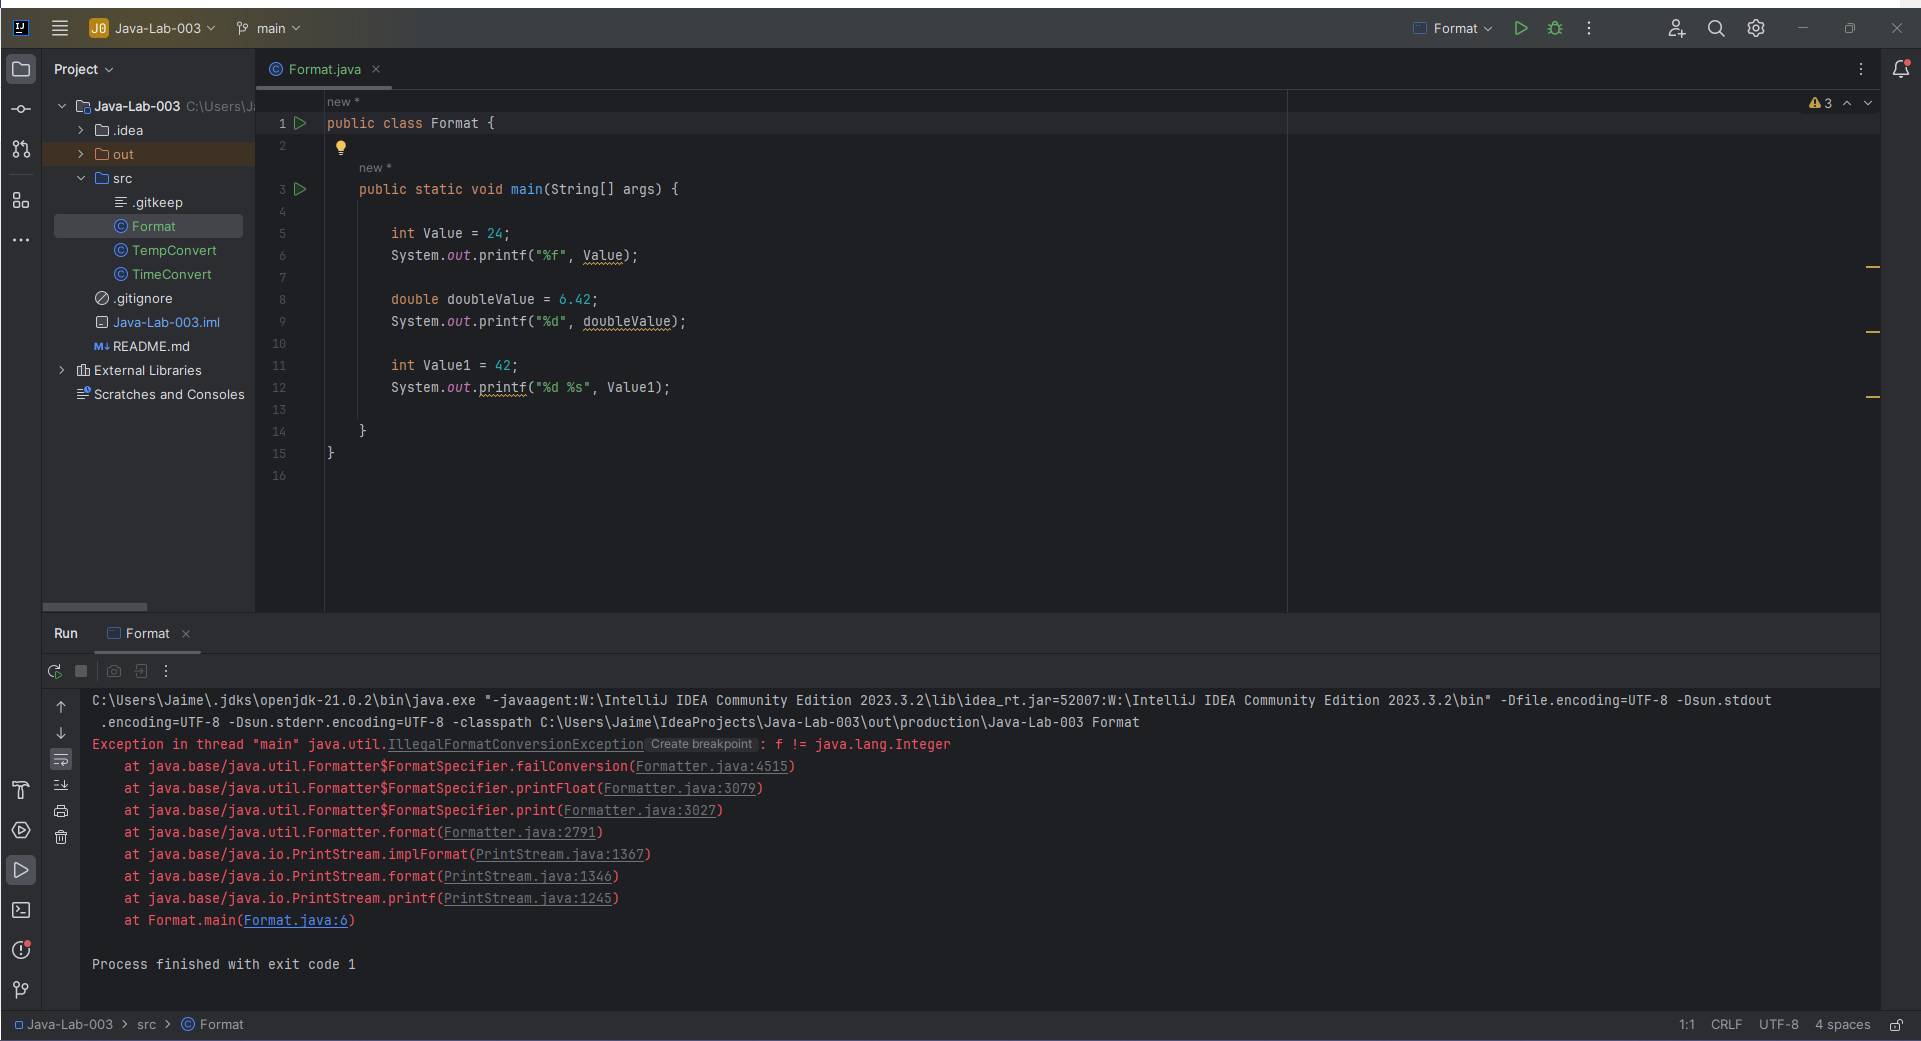 IJ J0 Java-Lab-003 main Format
Project
Format.java
Java-Lab-003 C:\Users\Ja
.idea
out
src
.gitkeep
Format
TempConvert
TimeConvert
.gitignore
Java-Lab-003.iml
M↓ README.md
External Libraries
Scratches and Consoles
new *
3
1 public class Format {
2
new *
3 public static void main(String[] args) {
4
5 int Value = 24;
6 System.out.printf("%f", Value);
7
8 double doubleValue = 6.42;
9 System.out.printf("%d", doubleValue);
10
11 int Value1 = 42;
12 System.out.printf("%d %s", Value1);
13
14 }
15 }
16
Run Format
C:\Users\Jaime\.jdks\openjdk-21.0.2\bin\java.exe "-javaagent:W:\IntelliJ IDEA Community Edition 2023.3.2\lib\idea_rt.jar=52007:W:\IntelliJ IDEA Community Edition 2023.3.2\bin" -Dfile.encoding=UTF-8 -Dsun.stdout
.encoding=UTF-8 -Dsun.stderr.encoding=UTF-8 -classpath C:\Users\Jaime\IdeaProjects\Java-Lab-003\out\production\Java-Lab-003 Format
Exception in thread "main" java.util.IllegalFormatConversionException Create breakpoint : f != java.lang.Integer
at java.base/java.util.Formatter$FormatSpecifier.failConversion(Formatter.java:4515)
at java.base/java.util.Formatter$FormatSpecifier.printFloat(Formatter.java:3079)
at java.base/java.util.Formatter$FormatSpecifier.print(Formatter.java:3027)
at java.base/java.util.Formatter.format(Formatter.java:2791)
at java.base/java.io.PrintStream.implFormat(PrintStream.java:1367)
at java.base/java.io.PrintStream.format(PrintStream.java:1346)
at java.base/java.io.PrintStream.printf(PrintStream.java:1245)
at Format.main(Format.java:6)
Process finished with exit code 1
Java-Lab-003 > src > Format
1:1 CRLF UTF-8 4 spaces